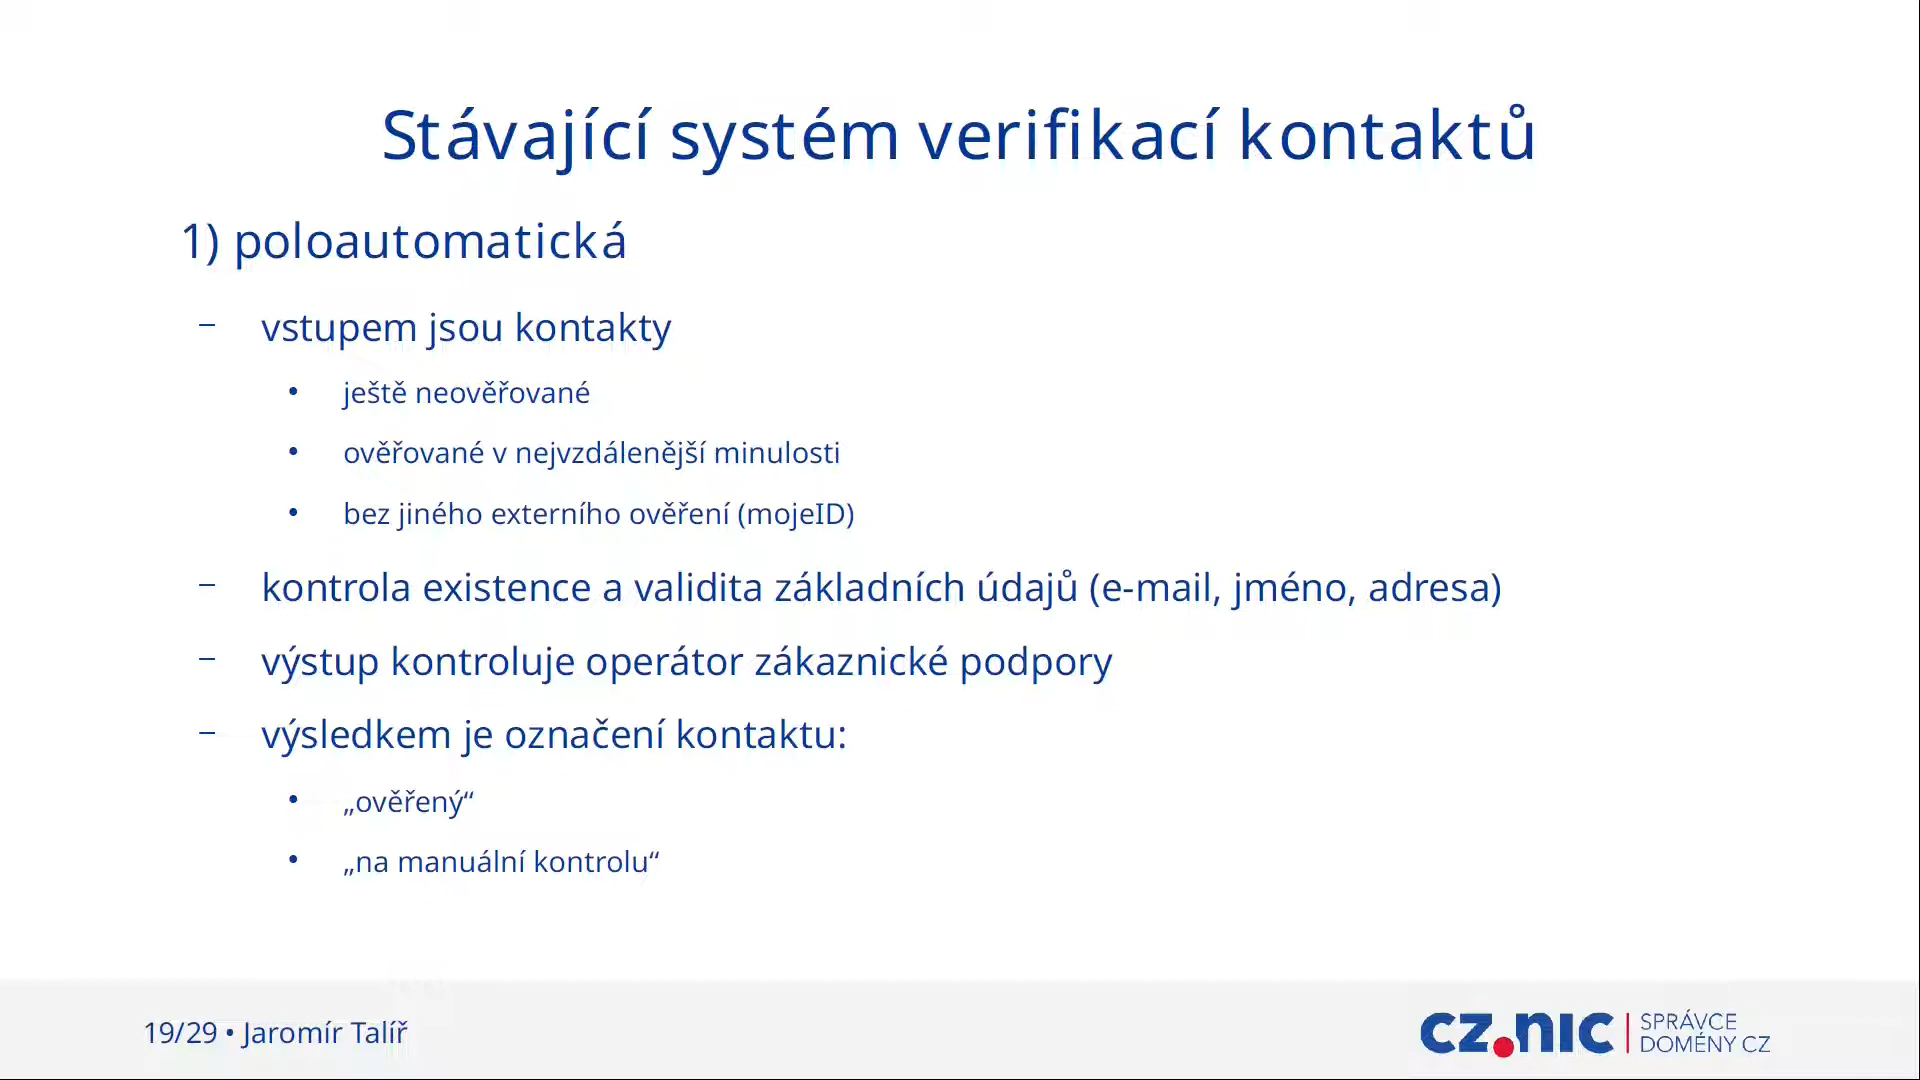 Stávající systém verifikací kontaktů
1) poloautomatická
– vstupem jsou kontakty
• ještě neověřované
• ověřované v nejvzdálenější minulosti
• bez jiného externího ověření (mojeID)
– kontrola existence a validita základních údajů (e-mail, jméno, adresa)
– výstup kontroluje operátor zákaznické podpory
– výsledkem je označení kontaktu:
• „ověřený“
• „na manuální kontrolu“
19/29 • Jaromír Talíř
CZ.NIC
SPRÁVCE
DOMÉNY CZ